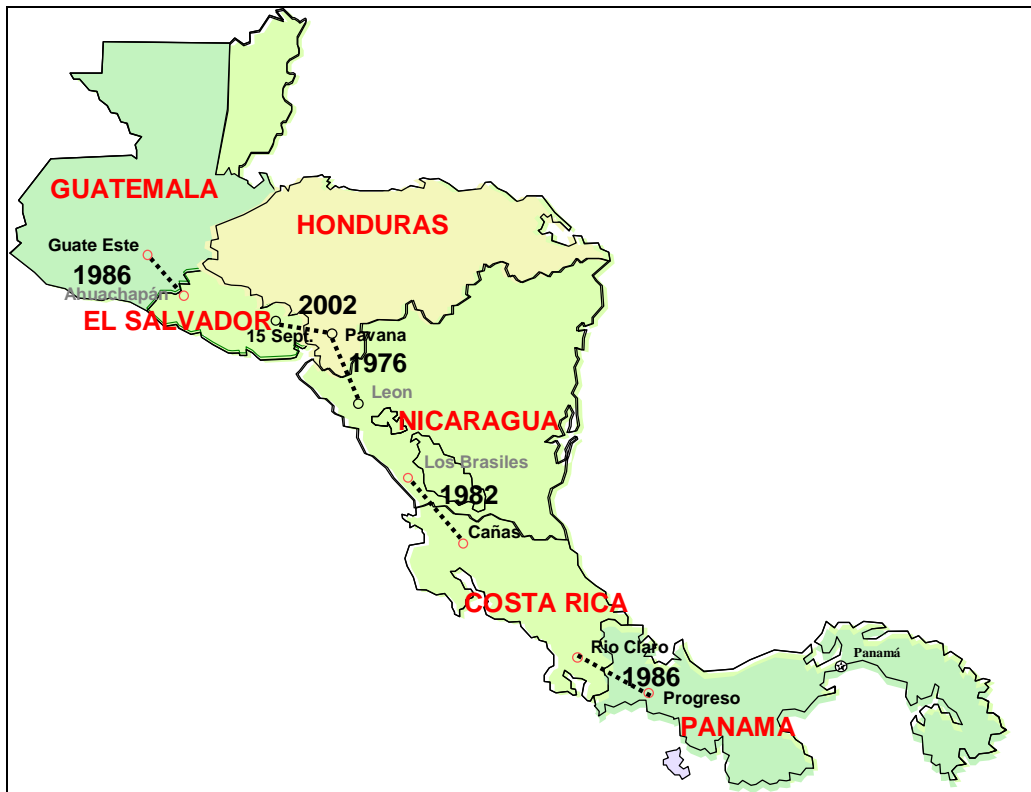 GUATEMALA
HONDURAS
Guate Este
1986
Ahuachapán
2002
EL SALVADOR
15 Sept.
Pavana
1976
Leon
NICARAGUA
Los Brasiles
1982
Cañas
COSTA RICA
Rio Claro
Panamá
1986
Progreso
PANAMA